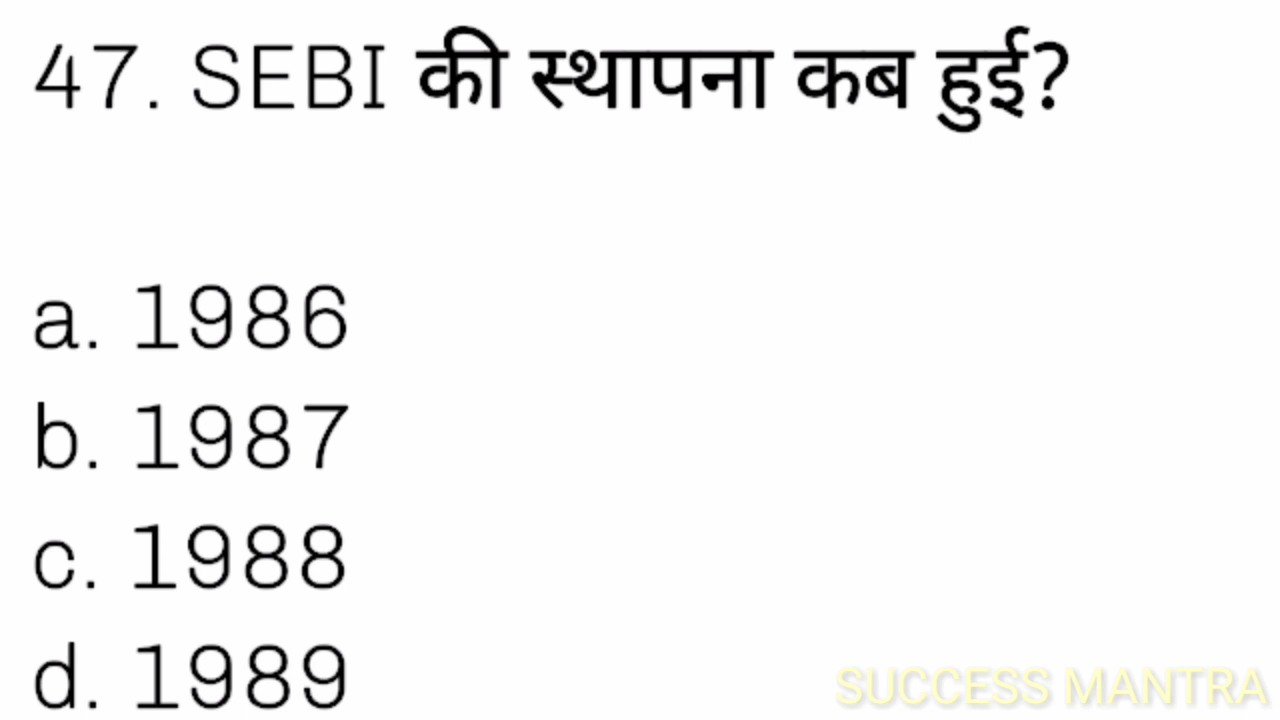 47. SEBI की स्थापना कब हुई?
a. 1986
b. 1987
c. 1988
d. 1989
SUCCESS MANTRA